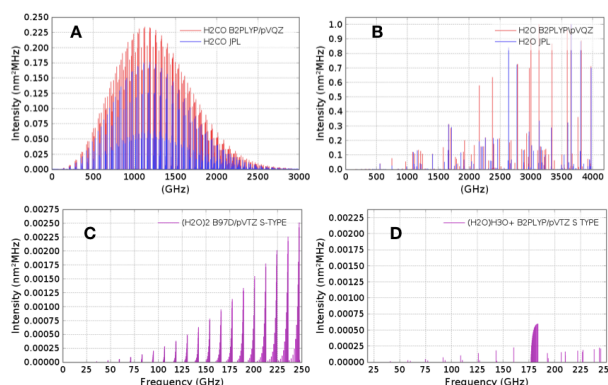 A
H2CO B2PLYP/pVQZ
H2CO JPL
Intensity (nm²MHz)
0.250
0.225
0.200
0.175
0.150
0.125
0.100
0.075
0.050
0.025
0.000
0 500 1000 1500 2000 2500 3000
(GHz)
B
H2O B2PLYP\pVQZ
H2O JPL
Intensity (nm²MHz)
1.0
0.9
0.8
0.7
0.6
0.5
0.4
0.3
0.2
0.1
0.0
0 500 1000 1500 2000 2500 3000 3500 4000
(GHz)
C
(H2O)2 B97D/pVTZ S-TYPE
Intensity (nm²MHz)
0.00275
0.00250
0.00225
0.00200
0.00175
0.00150
0.00125
0.00100
0.00075
0.00050
0.00025
0.00000
0 25 50 75 100 125 150 175 200 225 250
Frequency (GHz)
D
(H2O)H3O+ B2PLYP/pVTZ S TYPE
Intensity (nm²MHz)
0.00225
0.00200
0.00175
0.00150
0.00125
0.00100
0.00075
0.00050
0.00025
0.00000
25 50 75 100 125 150 175 200 225 25
Frequency (GHz)